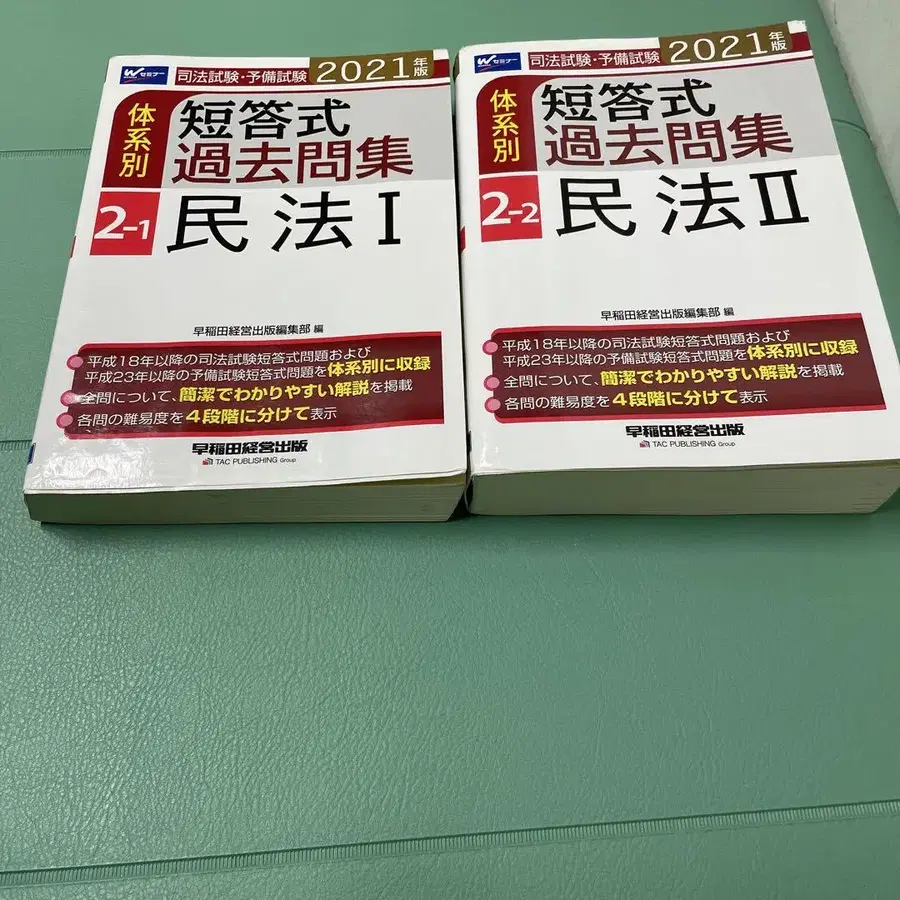 Wセミナー
司法試験・予備試験
2021年版
体系別
短答式
過去問集
2-1
民法Ⅰ
早稲田経営出版編集部 編
平成18年以降の司法試験短答式問題および
平成23年以降の予備試験短答式問題を体系別に収録
全問について、簡潔でわかりやすい解説を掲載
各問の難易度を4段階に分けて表示
早稲田経営出版
TAC PUBLISHING Group
Wセミナー
司法試験・予備試験
2021年版
体系別
短答式
過去問集
2-2
民法Ⅱ
早稲田経営出版編集部 編
平成18年以降の司法試験短答式問題および
平成23年以降の予備試験短答式問題を体系別に収録
全問について、簡潔でわかりやすい解説を掲載
各問の難易度を4段階に分けて表示
早稲田経営出版
TAC PUBLISHING Group